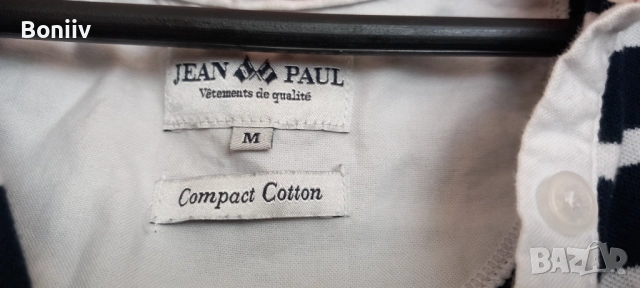 Boniiv
JEAN PAUL
Vêtements de qualité
M
Compact Cotton
BAZAR